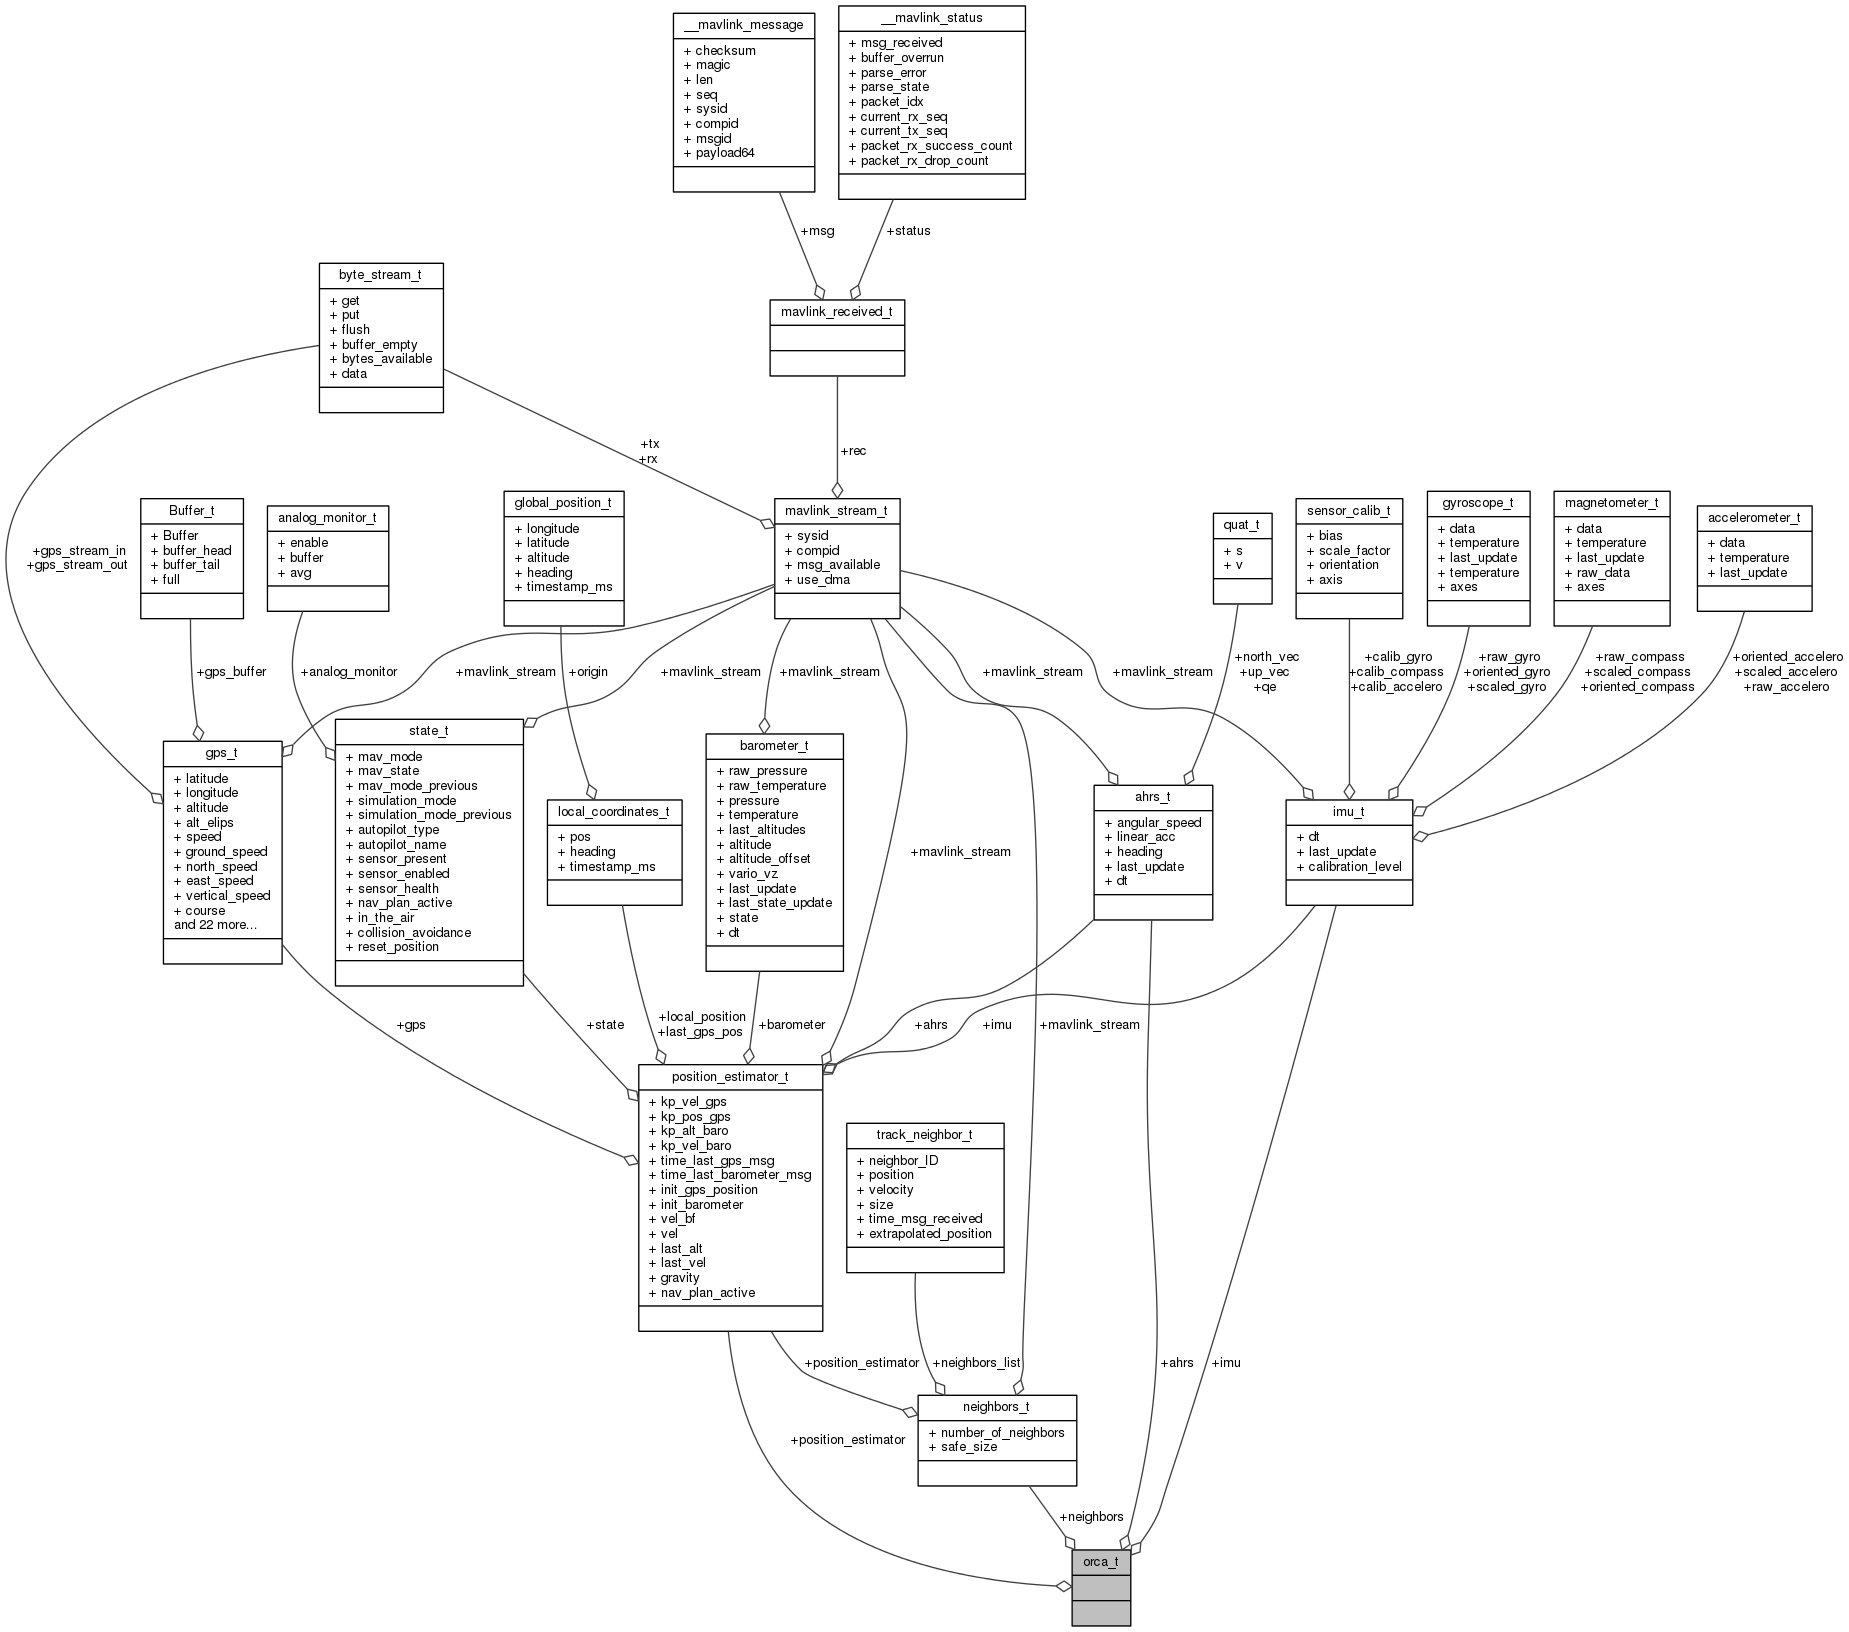 __mavlink_message
+ checksum
+ magic
+ len
+ seq
+ sysid
+ compid
+ msgid
+ payload64
__mavlink_status
+ msg_received
+ buffer_overrun
+ parse_error
+ parse_state
+ packet_idx
+ current_rx_seq
+ current_tx_seq
+ packet_rx_success_count
+ packet_rx_drop_count
+msg
+status
byte_stream_t
+ get
+ put
+ flush
+ buffer_empty
+ bytes_available
+ data
mavlink_received_t
+tx
+rx
+rec
+gps_stream_in
+gps_stream_out
Buffer_t
+ Buffer
+ buffer_head
+ buffer_tail
+ full
analog_monitor_t
+ enable
+ buffer
+ avg
global_position_t
+ longitude
+ latitude
+ altitude
+ heading
+ timestamp_ms
mavlink_stream_t
+ sysid
+ compid
+ msg_available
+ use_dma
quat_t
+ s
+ v
sensor_calib_t
+ bias
+ scale_factor
+ orientation
+ axis
gyroscope_t
+ data
+ temperature
+ last_update
+ temperature
+ axes
magnetometer_t
+ data
+ temperature
+ last_update
+ raw_data
+ axes
accelerometer_t
+ data
+ temperature
+ last_update
+gps_buffer
+analog_monitor
+mavlink_stream
+origin
+mavlink_stream
+mavlink_stream
+mavlink_stream
+mavlink_stream
+north_vec
+up_vec
+qe
+calib_gyro
+calib_compass
+calib_accelero
+raw_gyro
+oriented_gyro
+scaled_gyro
+raw_compass
+scaled_compass
+oriented_compass
+oriented_accelero
+scaled_accelero
+raw_accelero
gps_t
+ latitude
+ longitude
+ altitude
+ alt_elips
+ speed
+ ground_speed
+ north_speed
+ east_speed
+ vertical_speed
+ course
and 22 more...
state_t
+ mav_mode
+ mav_state
+ mav_mode_previous
+ simulation_mode
+ simulation_mode_previous
+ autopilot_type
+ autopilot_name
+ sensor_present
+ sensor_enabled
+ sensor_health
+ nav_plan_active
+ in_the_air
+ collision_avoidance
+ reset_position
local_coordinates_t
+ pos
+ heading
+ timestamp_ms
barometer_t
+ raw_pressure
+ raw_temperature
+ pressure
+ temperature
+ last_altitudes
+ altitude
+ altitude_offset
+ vario_vz
+ last_update
+ last_state_update
+ state
+ dt
+mavlink_stream
ahrs_t
+ angular_speed
+ linear_acc
+ heading
+ last_update
+ dt
imu_t
+ dt
+ last_update
+ calibration_level
+gps
+state
+local_position
+last_gps_pos
+barometer
+ahrs
+imu
+mavlink_stream
position_estimator_t
+ kp_vel_gps
+ kp_pos_gps
+ kp_alt_baro
+ kp_vel_baro
+ time_last_gps_msg
+ time_last_barometer_msg
+ init_gps_position
+ init_barometer
+ vel_bf
+ vel
+ last_alt
+ last_vel
+ gravity
+ nav_plan_active
track_neighbor_t
+ neighbor_ID
+ position
+ velocity
+ size
+ time_msg_received
+ extrapolated_position
+position_estimator
+neighbors_list
+ahrs
+imu
neighbors_t
+ number_of_neighbors
+ safe_size
+position_estimator
+neighbors
orca_t